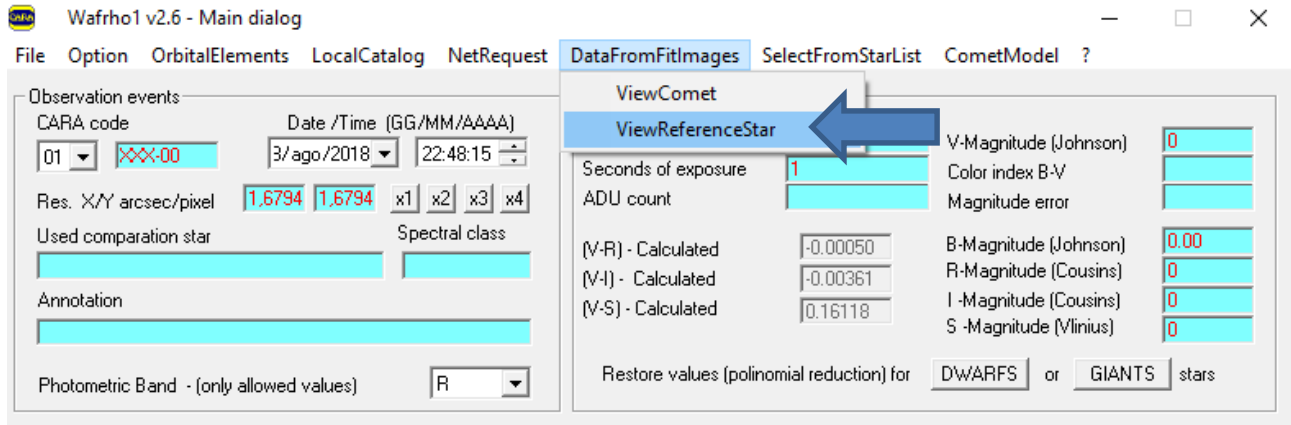 CARA Wafrho1 v2.6 - Main dialog
File Option OrbitalElements LocalCatalog NetRequest DataFromFitImages SelectFromStarList CometModel ?
ViewComet
ViewReferenceStar
Observation events
CARA code Date /Time (GG/MM/AAAA)
01 XXX-00 3/ago/2018 22:48:15
Res. X/Y arcsec/pixel 1,6794 1,6794 x1 x2 x3 x4
Used comparation star Spectral class
Annotation
Photometric Band - (only allowed values) R
Seconds of exposure 1
ADU count
(V-R) - Calculated -0.00050
(V-I) - Calculated -0.00361
(V-S) - Calculated 0.16118
V-Magnitude (Johnson) 0
Color index B-V
Magnitude error
B-Magnitude (Johnson) 0.00
R-Magnitude (Cousins) 0
I -Magnitude (Cousins) 0
S -Magnitude (Vlinius) 0
Restore values (polinomial reduction) for DWARFS or GIANTS stars